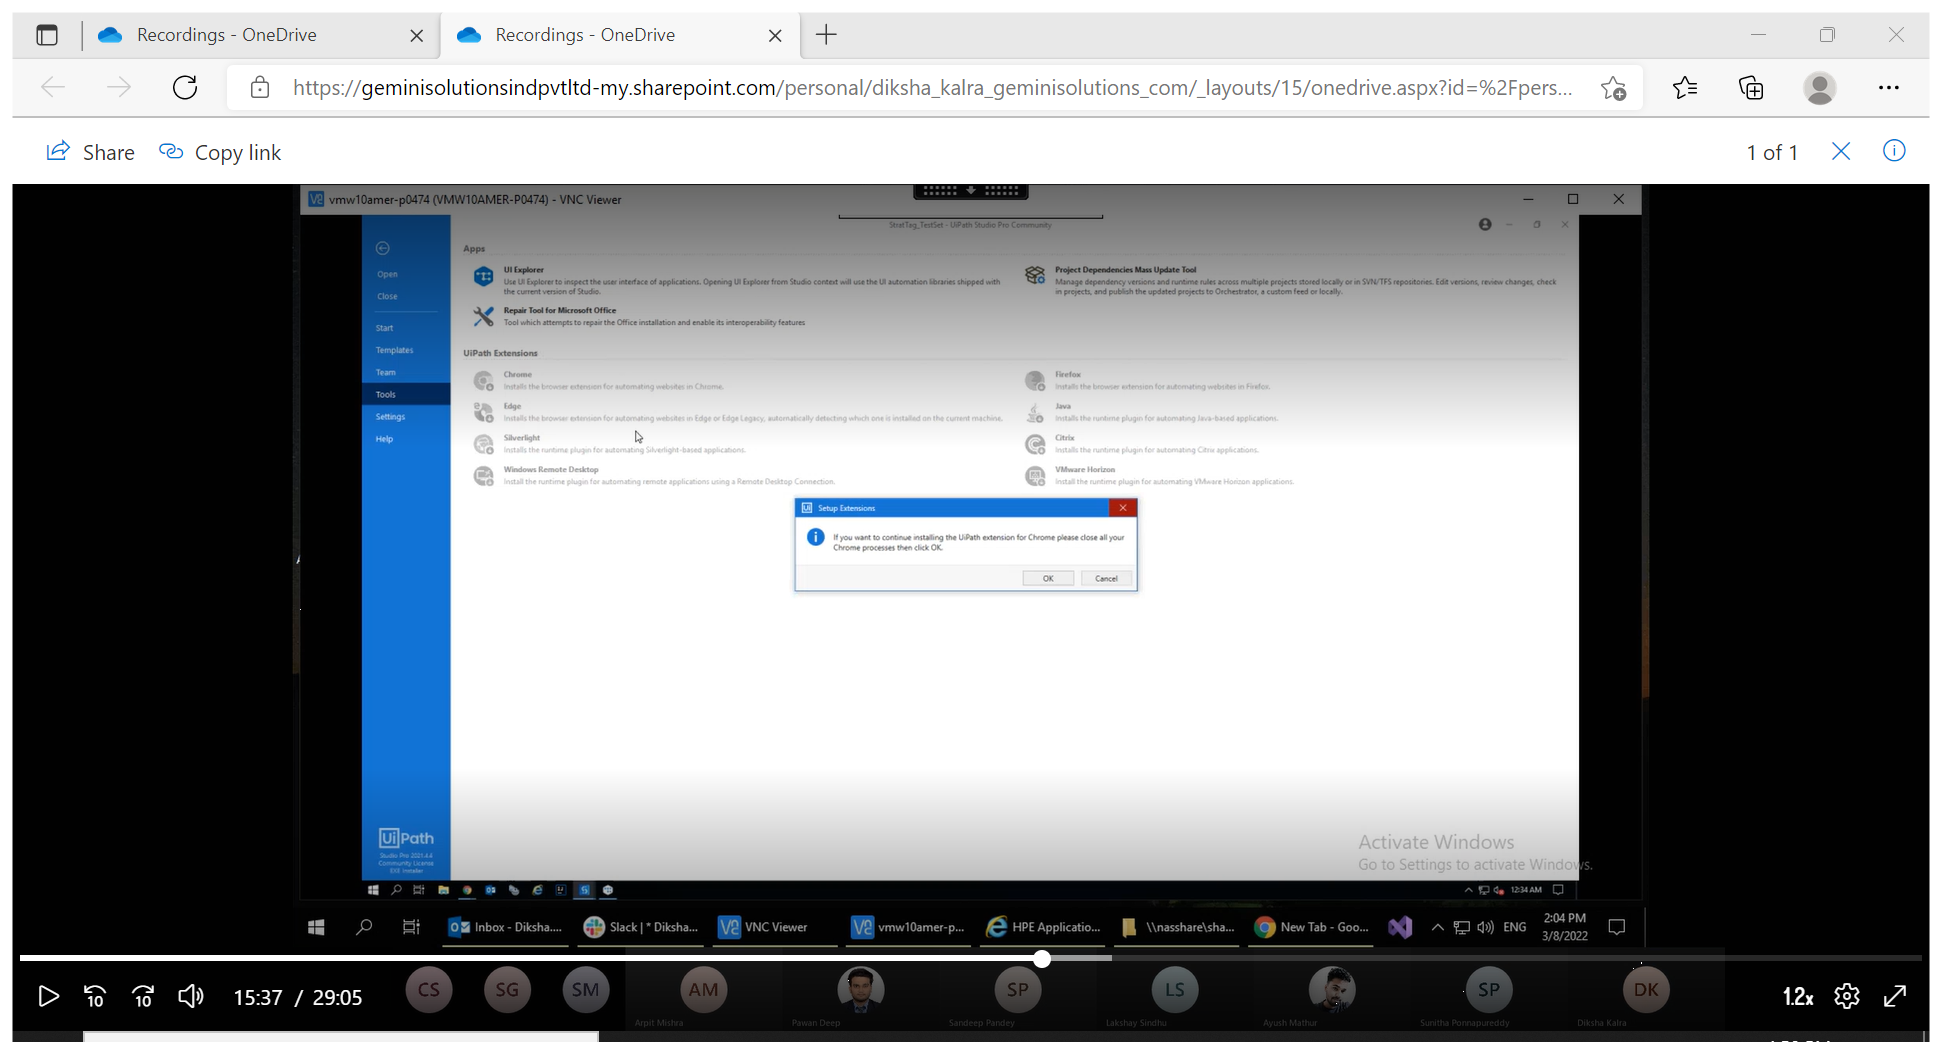 Recordings - OneDrive
Recordings - OneDrive
https://geminisolutionsindpvtltd-my.sharepoint.com/personal/diksha_kalra_geminisolutions_com/_layouts/15/onedrive.aspx?id=%2Fpers...
Share
Copy link
1 of 1
vmw10amer-p0474 (VMW10AMER-P0474) - VNC Viewer
StratTag_TestSet - UiPath Studio Pro Community
Open
Close
Start
Templates
Team
Tools
Settings
Help
Apps
UI Explorer
Use UI Explorer to inspect the user interface of applications. Opening UI Explorer from Studio context will use the UI automation libraries shipped with
the current version of Studio.
Project Dependencies Mass Update Tool
Manage dependency versions and runtime rules across multiple projects stored locally or in SVN/TFS repositories. Edit versions, review changes, check
in projects, and publish the updated projects to Orchestrator, a custom feed or locally.
Repair Tool for Microsoft Office
Tool which attempts to repair the Office installation and enable its interoperability features
UiPath Extensions
Chrome
Installs the browser extension for automating websites in Chrome.
Firefox
Installs the browser extension for automating websites in Firefox.
Edge
Installs the browser extension for automating websites in Edge or Edge Legacy, automatically detecting which one is installed on the current machine.
Java
Installs the runtime plugin for automating Java-based applications.
Silverlight
Installs the runtime plugin for automating Silverlight-based applications.
Citrix
Installs the runtime plugin for automating Citrix applications.
Windows Remote Desktop
Install the runtime plugin for automating remote applications using a Remote Desktop Connection.
VMware Horizon
Install the runtime plugin for automating VMware Horizon applications.
Setup Extensions
If you want to continue installing the UiPath extension for Chrome please close all your
Chrome processes then click OK.
OK
Cancel
UiPath
Studio Pro 2021.4.4
Community License
EXE Installer
Activate Windows
Go to Settings to activate Windows.
12:34 AM
Inbox - Diksha....
Slack | * Diksha...
VNC Viewer
vmw10amer-p...
HPE Applicatio...
\\nasshare\sha...
New Tab - Goo...
ENG
2:04 PM
3/8/2022
10
10
15:37 / 29:05
CS
SG
SM
AM
SP
LS
SP
DK
1.2x
Arpit Mishra
Pawan Deep
Sandeep Pandey
Lakshay Sindhu
Ayush Mathur
Sunitha Ponnapureddy
Diksha Kalra